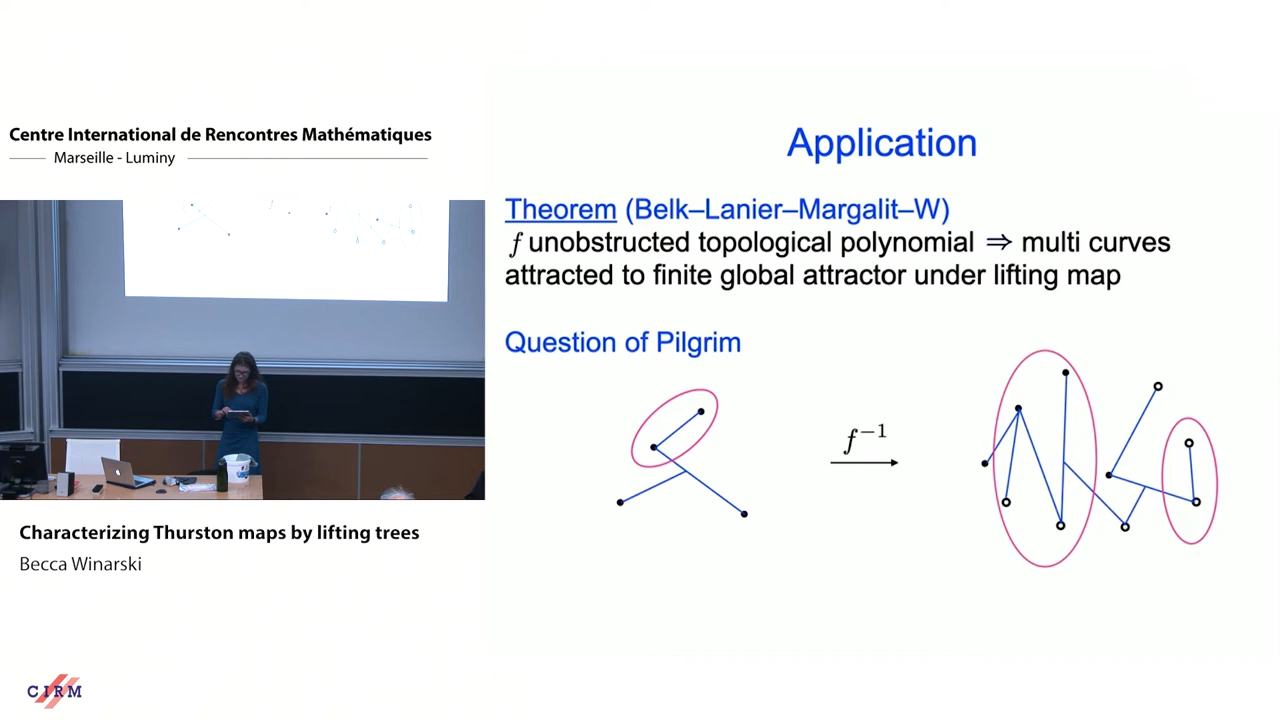 Centre International de Rencontres Mathématiques
Marseille - Luminy
Application
Theorem (Belk–Lanier–Margalit–W)
f unobstructed topological polynomial ⇒ multi curves
attracted to finite global attractor under lifting map
Question of Pilgrim
f⁻¹
Characterizing Thurston maps by lifting trees
Becca Winarski
CIRM